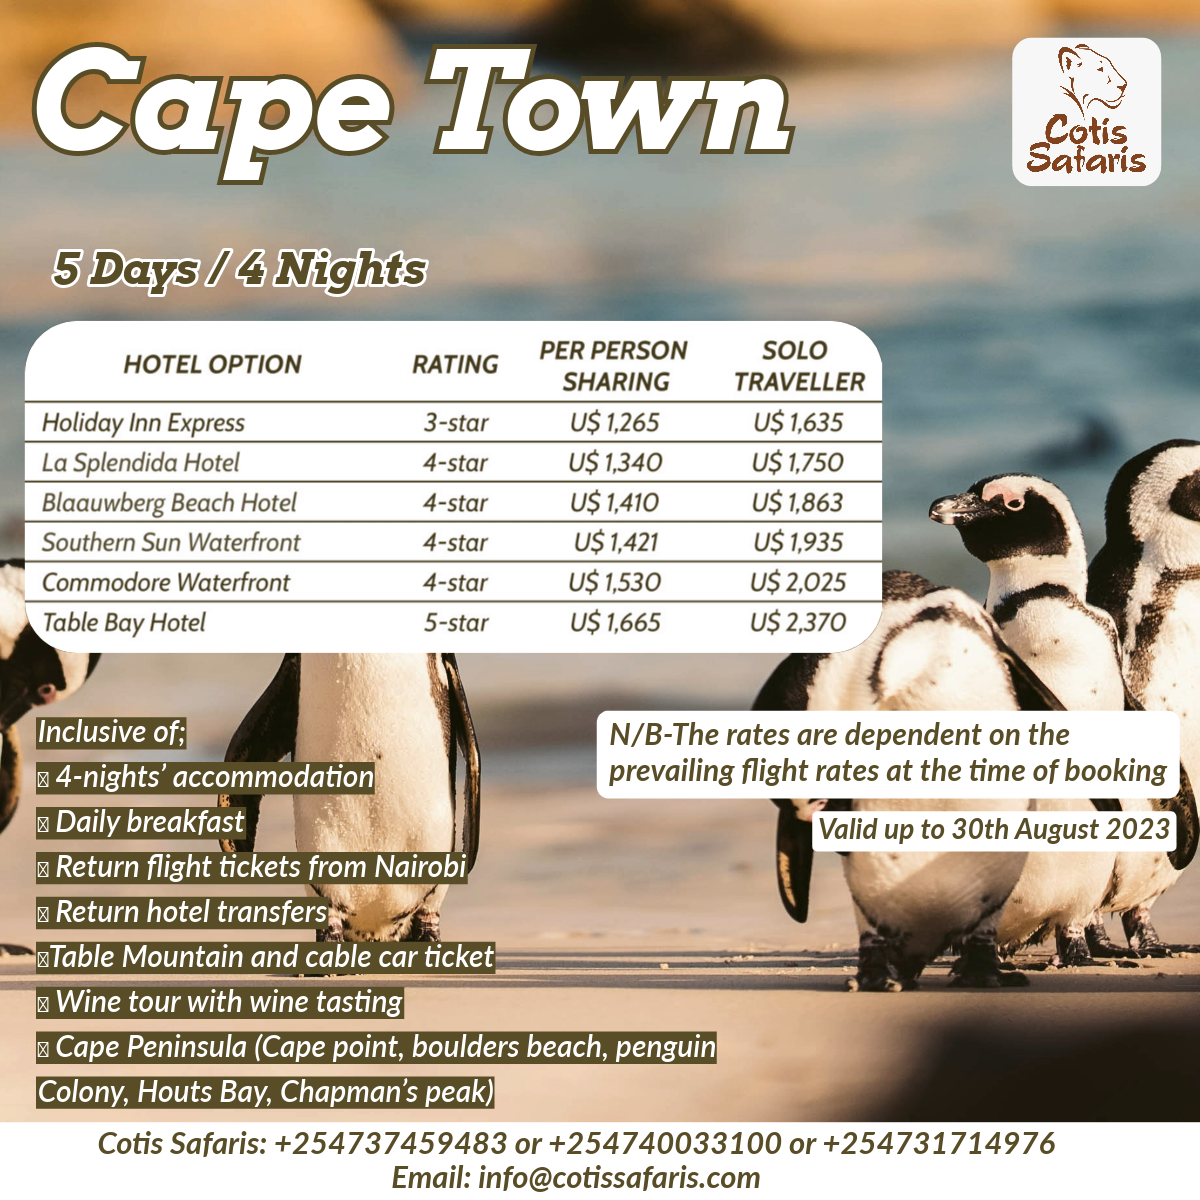 Cape Town
Cotis
Safaris
5 Days / 4 Nights
HOTEL OPTION RATING PER PERSON SHARING SOLO TRAVELLER
Holiday Inn Express 3-star U$ 1,265 U$ 1,635
La Splendida Hotel 4-star U$ 1,340 U$ 1,750
Blaauwberg Beach Hotel 4-star U$ 1,410 U$ 1,863
Southern Sun Waterfront 4-star U$ 1,421 U$ 1,935
Commodore Waterfront 4-star U$ 1,530 U$ 2,025
Table Bay Hotel 5-star U$ 1,665 U$ 2,370
Inclusive of;
4-nights’ accommodation
Daily breakfast
Return flight tickets from Nairobi
Return hotel transfers
Table Mountain and cable car ticket
Wine tour with wine tasting
Cape Peninsula (Cape point, boulders beach, penguin
Colony, Houts Bay, Chapman’s peak)
N/B-The rates are dependent on the
prevailing flight rates at the time of booking
Valid up to 30th August 2023
Cotis Safaris: +254737459483 or +254740033100 or +254731714976
Email: info@cotissafaris.com